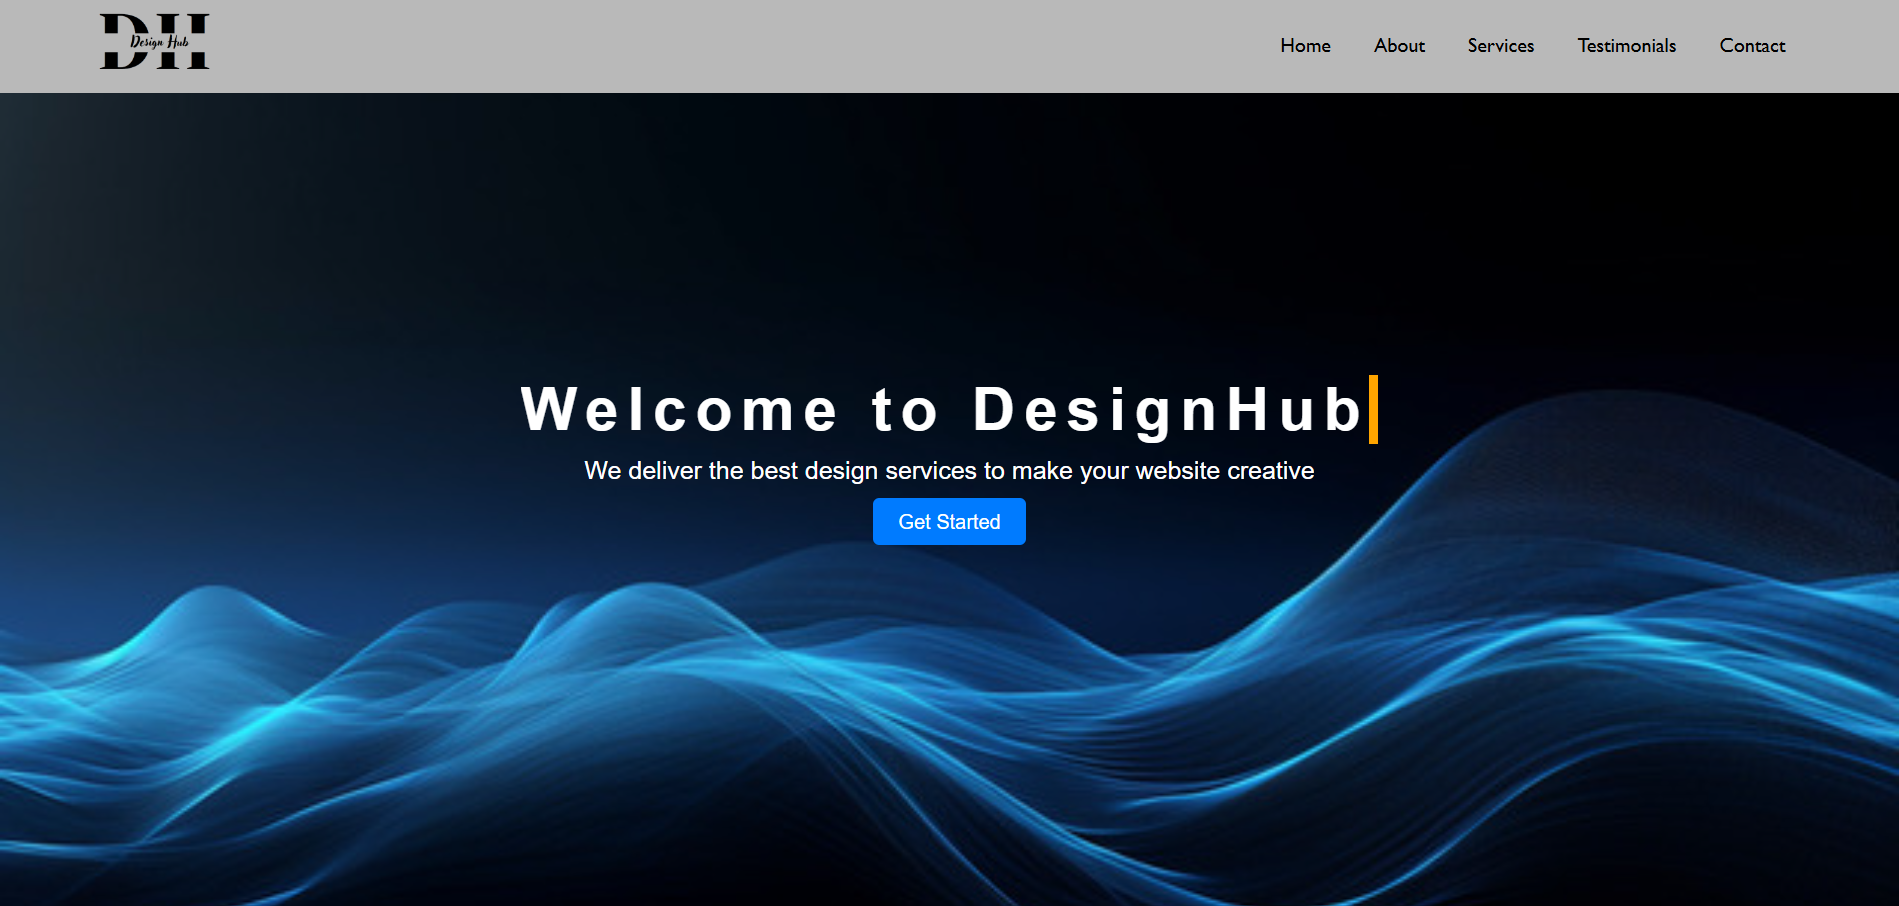 DH
Design Hub
Home About Services Testimonials Contact
Welcome to DesignHub
We deliver the best design services to make your website creative
Get Started